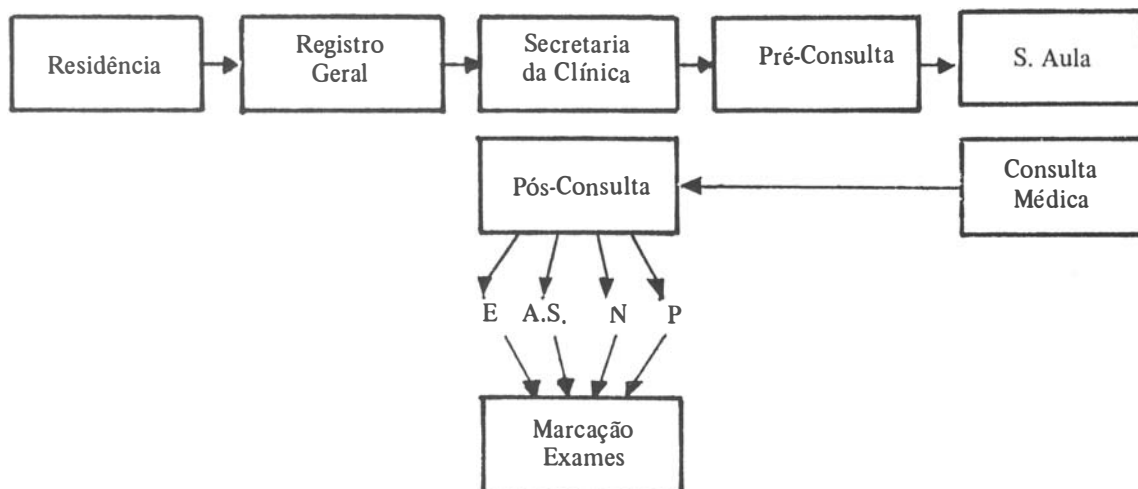 Residência
Registro
Geral
Secretaria
da Clínica
Pré-Consulta
S. Aula
Pós-Consulta
Consulta
Médica
E A.S. N P
Marcação
Exames